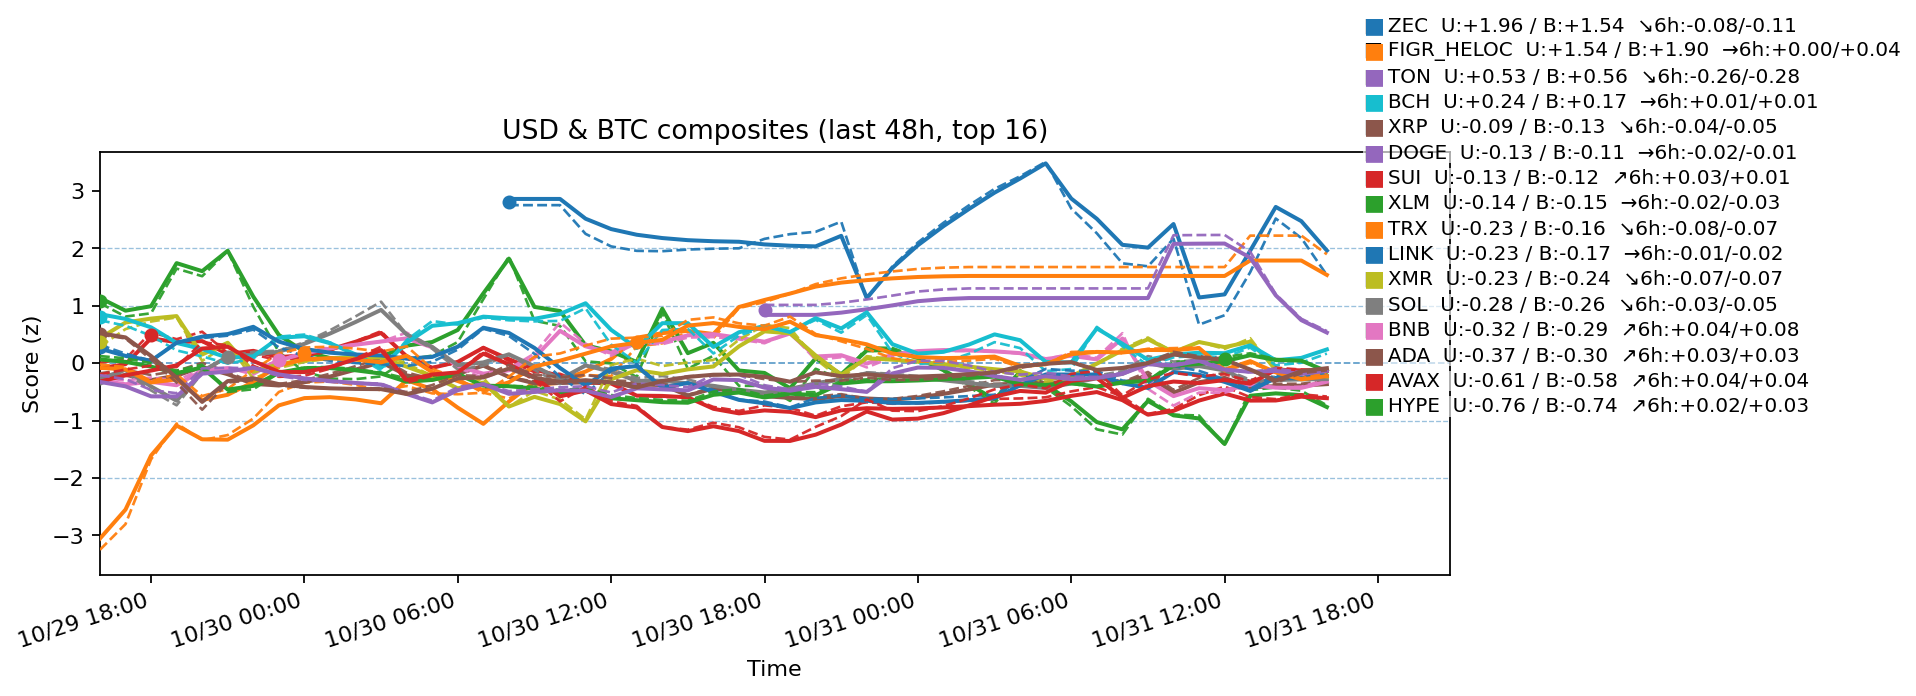 ZEC  U:+1.96 / B:+1.54  ↘6h:-0.08/-0.11
FIGR_HELOC  U:+1.54 / B:+1.90  →6h:+0.00/+0.04
TON  U:+0.53 / B:+0.56  ↘6h:-0.26/-0.28
BCH  U:+0.24 / B:+0.17  →6h:+0.01/+0.01
XRP  U:-0.09 / B:-0.13  ↘6h:-0.04/-0.05
DOGE  U:-0.13 / B:-0.11  →6h:-0.02/-0.01
SUI  U:-0.13 / B:-0.12  ↗6h:+0.03/+0.01
XLM  U:-0.14 / B:-0.15  →6h:-0.02/-0.03
TRX  U:-0.23 / B:-0.16  ↘6h:-0.08/-0.07
LINK  U:-0.23 / B:-0.17  →6h:-0.01/-0.02
XMR  U:-0.23 / B:-0.24  ↘6h:-0.07/-0.07
SOL  U:-0.28 / B:-0.26  ↘6h:-0.03/-0.05
BNB  U:-0.32 / B:-0.29  ↗6h:+0.04/+0.08
ADA  U:-0.37 / B:-0.30  ↗6h:+0.03/+0.03
AVAX  U:-0.61 / B:-0.58  ↗6h:+0.04/+0.04
HYPE  U:-0.76 / B:-0.74  ↗6h:+0.02/+0.03
USD & BTC composites (last 48h, top 16)
Score (z)
3
2
1
0
−1
−2
−3
10/29 18:00
10/30 00:00
10/30 06:00
10/30 12:00
10/30 18:00
10/31 00:00
10/31 06:00
10/31 12:00
10/31 18:00
Time